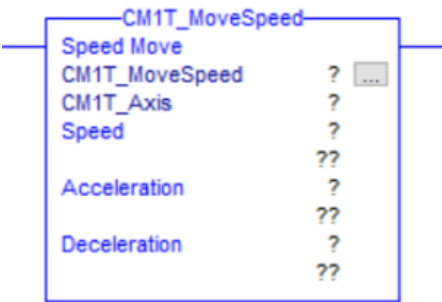 CM1T_MoveSpeed
Speed Move
CM1T_MoveSpeed ? ...
CM1T_Axis ?
Speed ?
??
Acceleration ?
??
Deceleration ?
??